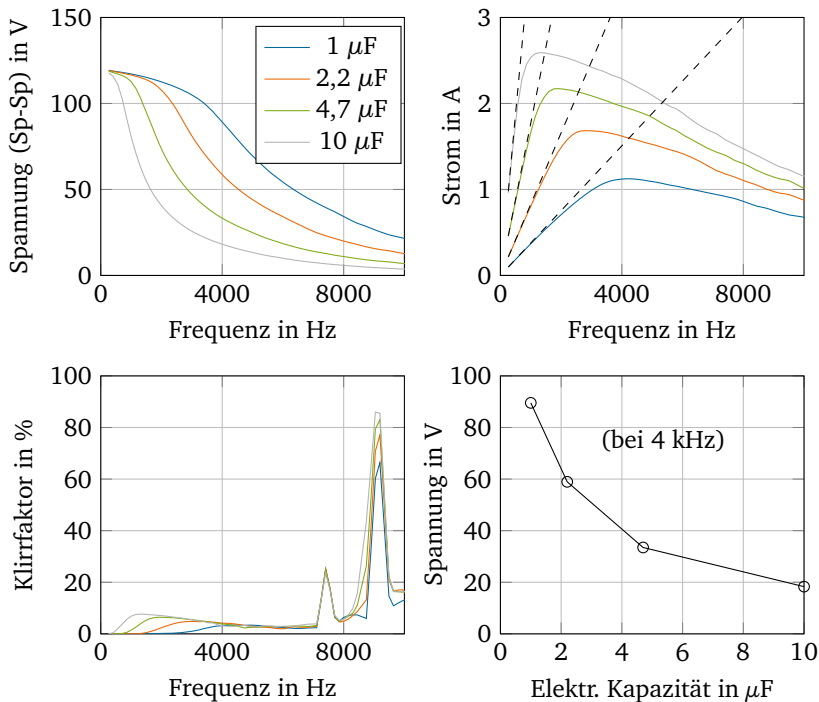 Spannung (Sp-Sp) in V
150
100
50
0
0
4000
8000
Frequenz in Hz
1 μF
2,2 μF
4,7 μF
10 μF
Strom in A
3
2
1
0
0
4000
8000
Frequenz in Hz
Klirrfaktor in %
100
80
60
40
20
0
0
4000
8000
Frequenz in Hz
Spannung in V
100
80
60
40
20
0
(bei 4 kHz)
0
2
4
6
8
10
Elektr. Kapazität in μF